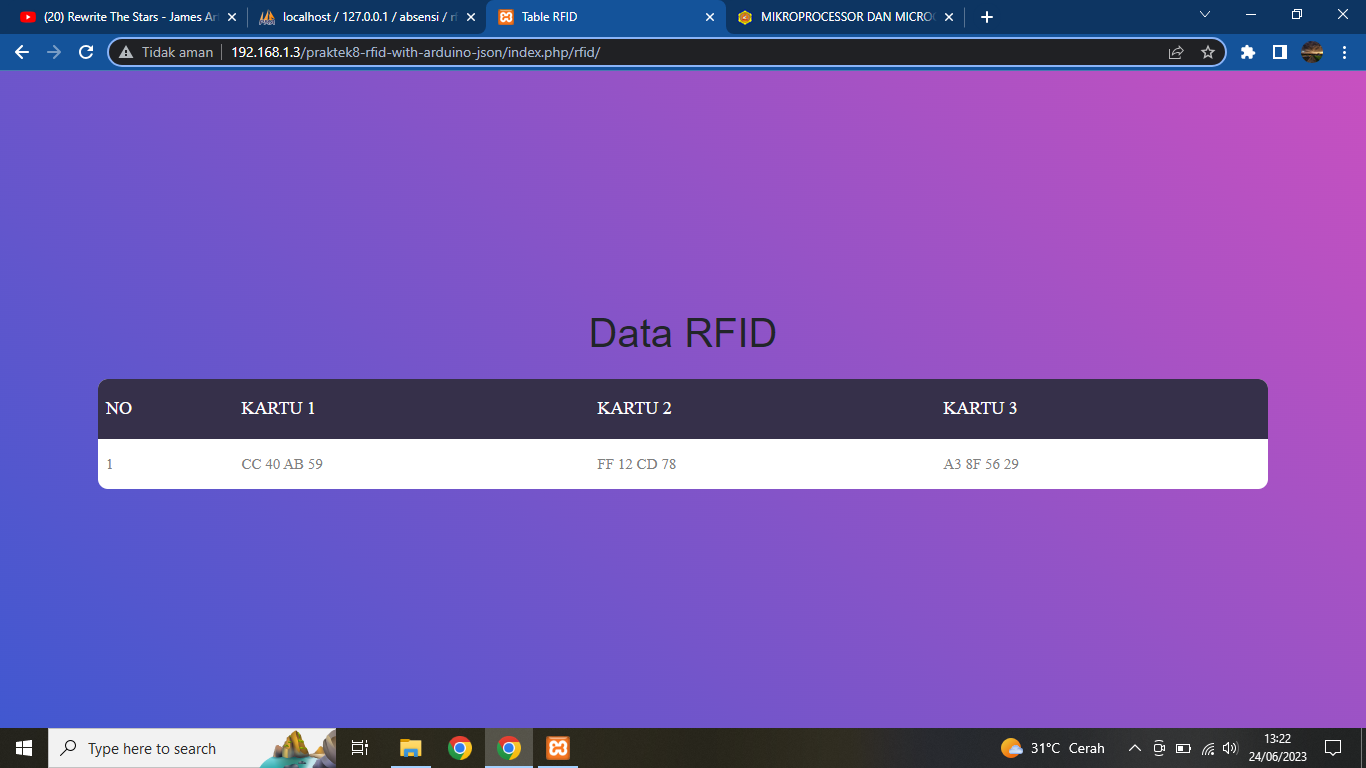 (20) Rewrite The Stars - James Ar
localhost / 127.0.0.1 / absensi / rf
Table RFID
MIKROPROCESSOR DAN MICROC
Tidak aman
192.168.1.3/praktek8-rfid-with-arduino-json/index.php/rfid/
Data RFID
NO KARTU 1 KARTU 2 KARTU 3
1 CC 40 AB 59 FF 12 CD 78 A3 8F 56 29
Type here to search
31°C Cerah
13:22
24/06/2023